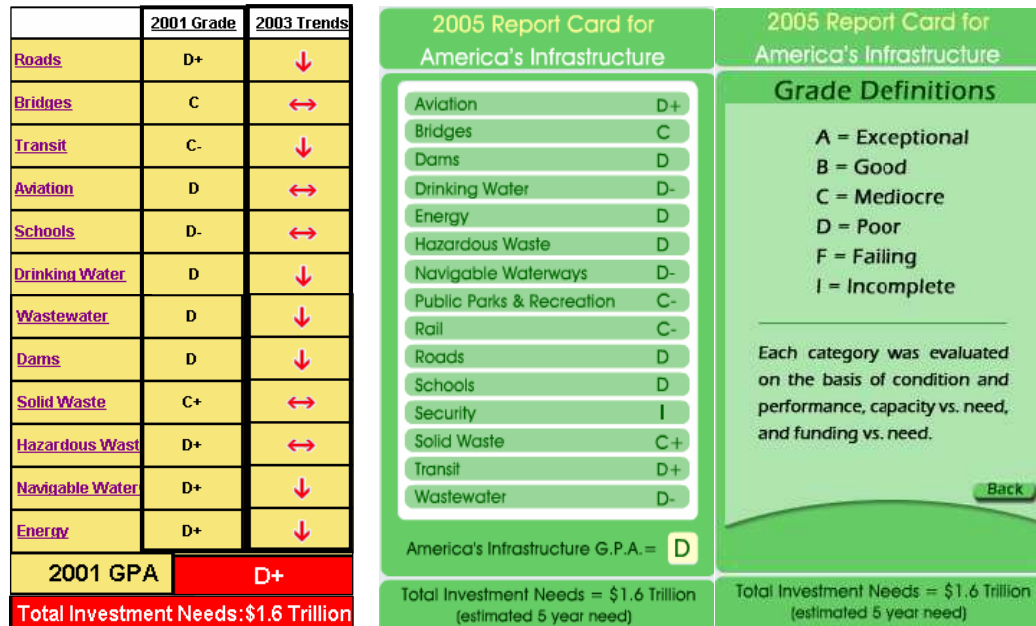 2001 Grade 2003 Trends
Roads D+
Bridges C
Transit C-
Aviation D
Schools D-
Drinking Water D
Wastewater D
Dams D
Solid Waste C+
Hazardous Wast D+
Navigable Water D+
Energy D+
2001 GPA D+
Total Investment Needs:$1.6 Trillion
2005 Report Card for
America's Infrastructure
Aviation D+
Bridges C
Dams D
Drinking Water D-
Energy D
Hazardous Waste D
Navigable Waterways D-
Public Parks & Recreation C-
Rail C-
Roads D
Schools D
Security I
Solid Waste C+
Transit D+
Wastewater D-
America's Infrastructure G.P.A.= D
Total Investment Needs = $1.6 Trillion
(estimated 5 year need)
2005 Report Card for
America's Infrastructure
Grade Definitions
A = Exceptional
B = Good
C = Mediocre
D = Poor
F = Failing
I = Incomplete
Each category was evaluated
on the basis of condition and
performance, capacity vs. need,
and funding vs. need.
Back
Total Investment Needs = $1.6 Trillion
(estimated 5 year need)